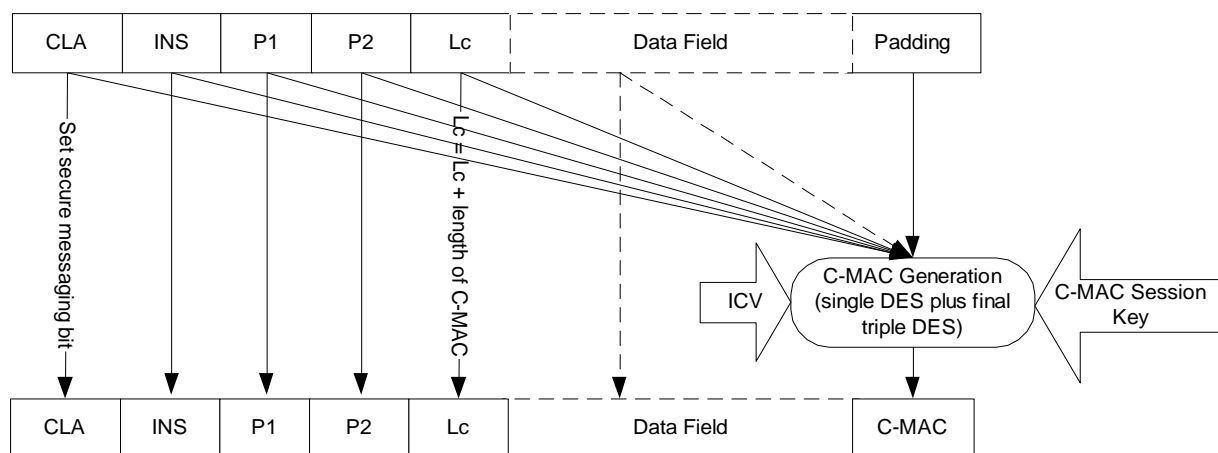 CLA INS P1 P2 Lc Data Field Padding
Set secure messaging bit
Lc = Lc + length of C-MAC
ICV
C-MAC Generation
(single DES plus final
triple DES)
C-MAC Session
Key
CLA INS P1 P2 Lc Data Field C-MAC